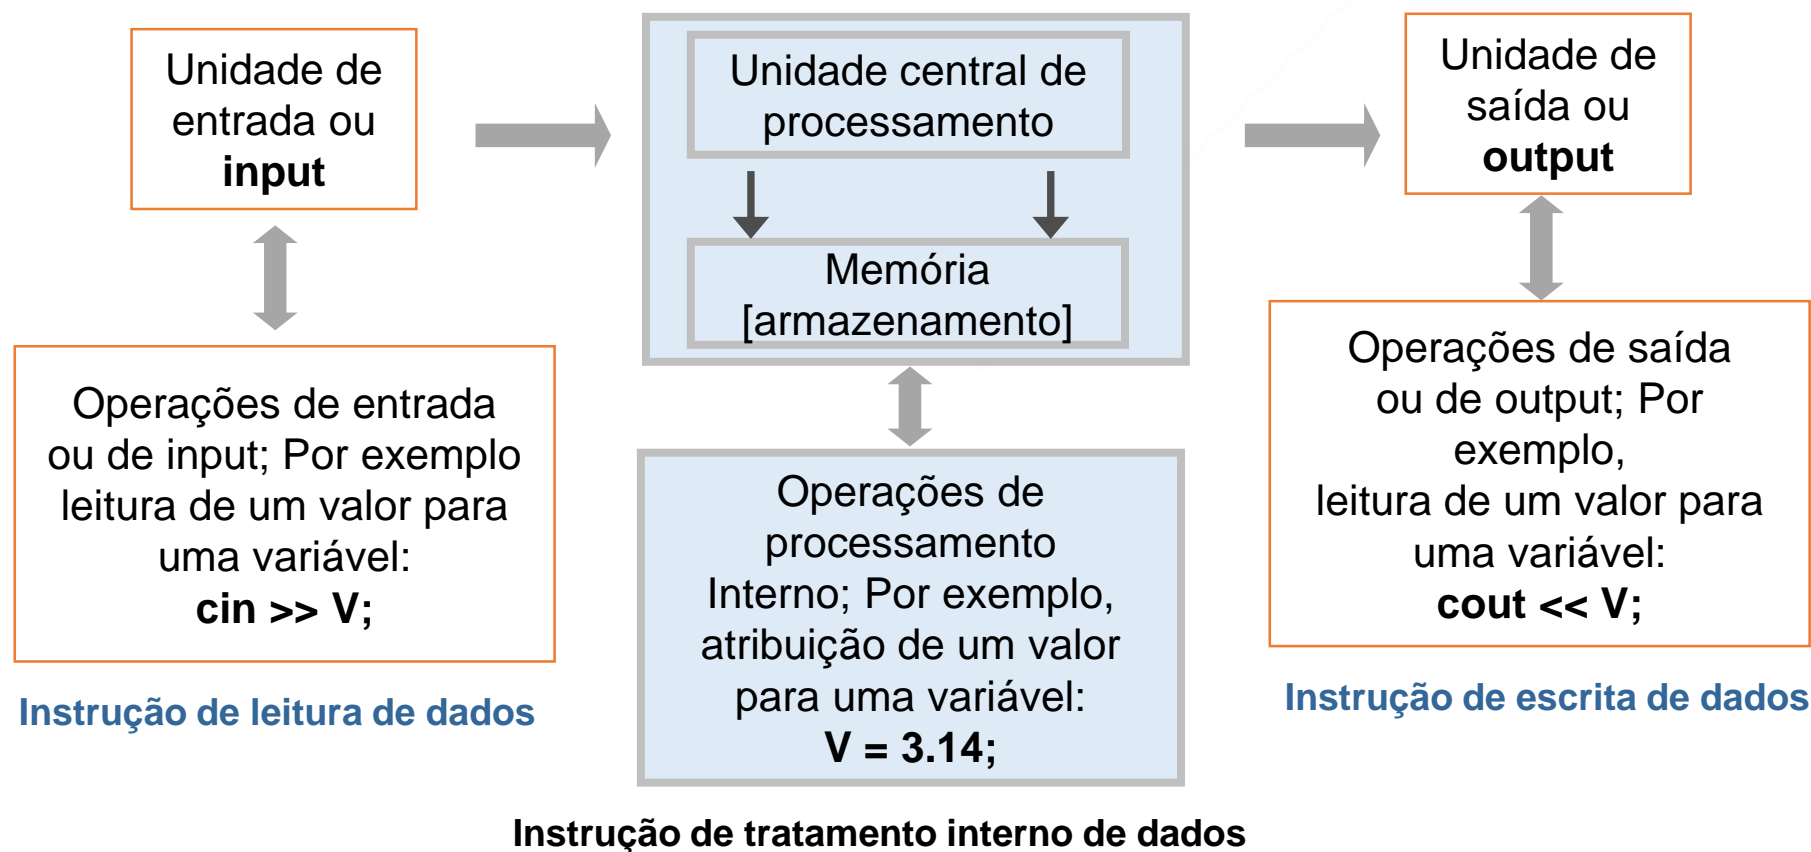 Unidade de
entrada ou
input
Unidade central de
processamento
Memória
[armazenamento]
Unidade de
saída ou
output
Operações de entrada
ou de input; Por exemplo
leitura de um valor para
uma variável:
cin >> V;
Instrução de leitura de dados
Operações de
processamento
Interno; Por exemplo,
atribuição de um valor
para uma variável:
V = 3.14;
Instrução de tratamento interno de dados
Operações de saída
ou de output; Por
exemplo,
leitura de um valor para
uma variável:
cout << V;
Instrução de escrita de dados